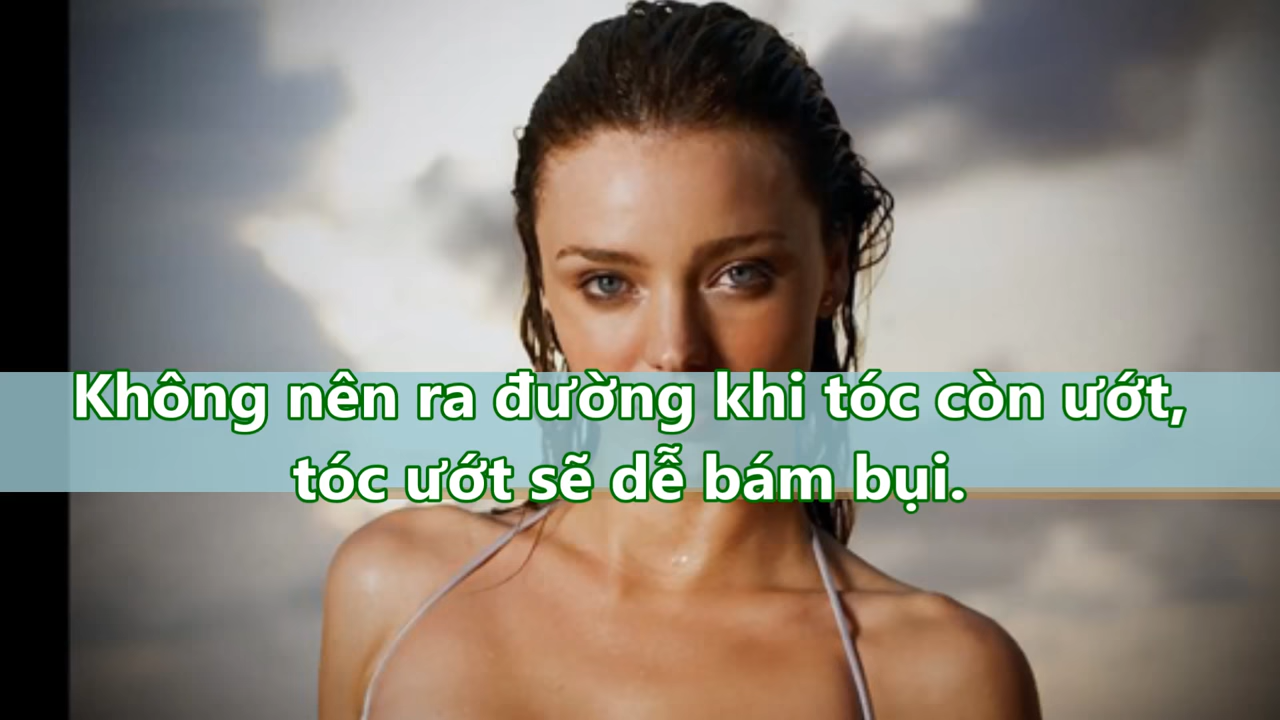 Không nên ra đường khi tóc còn ướt,
tóc ướt sẽ dễ bám bụi.